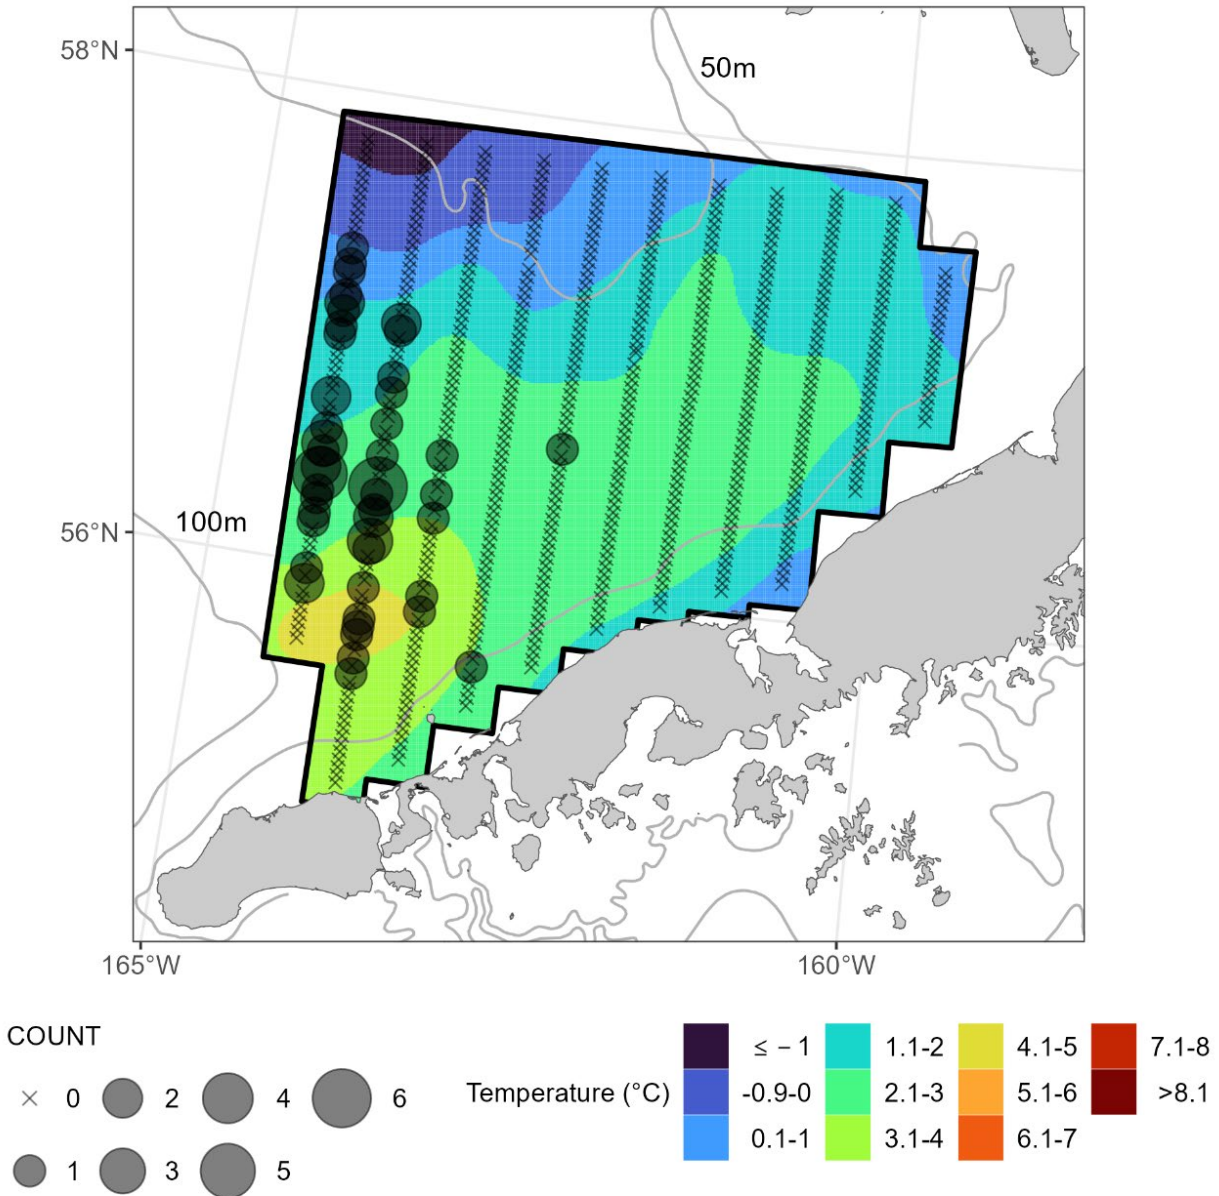 58°N
50m
100m
56°N
165°W
160°W
COUNT
0
2
4
6
1
3
5
Temperature (°C)
≤ − 1
1.1-2
4.1-5
7.1-8
-0.9-0
2.1-3
5.1-6
>8.1
0.1-1
3.1-4
6.1-7